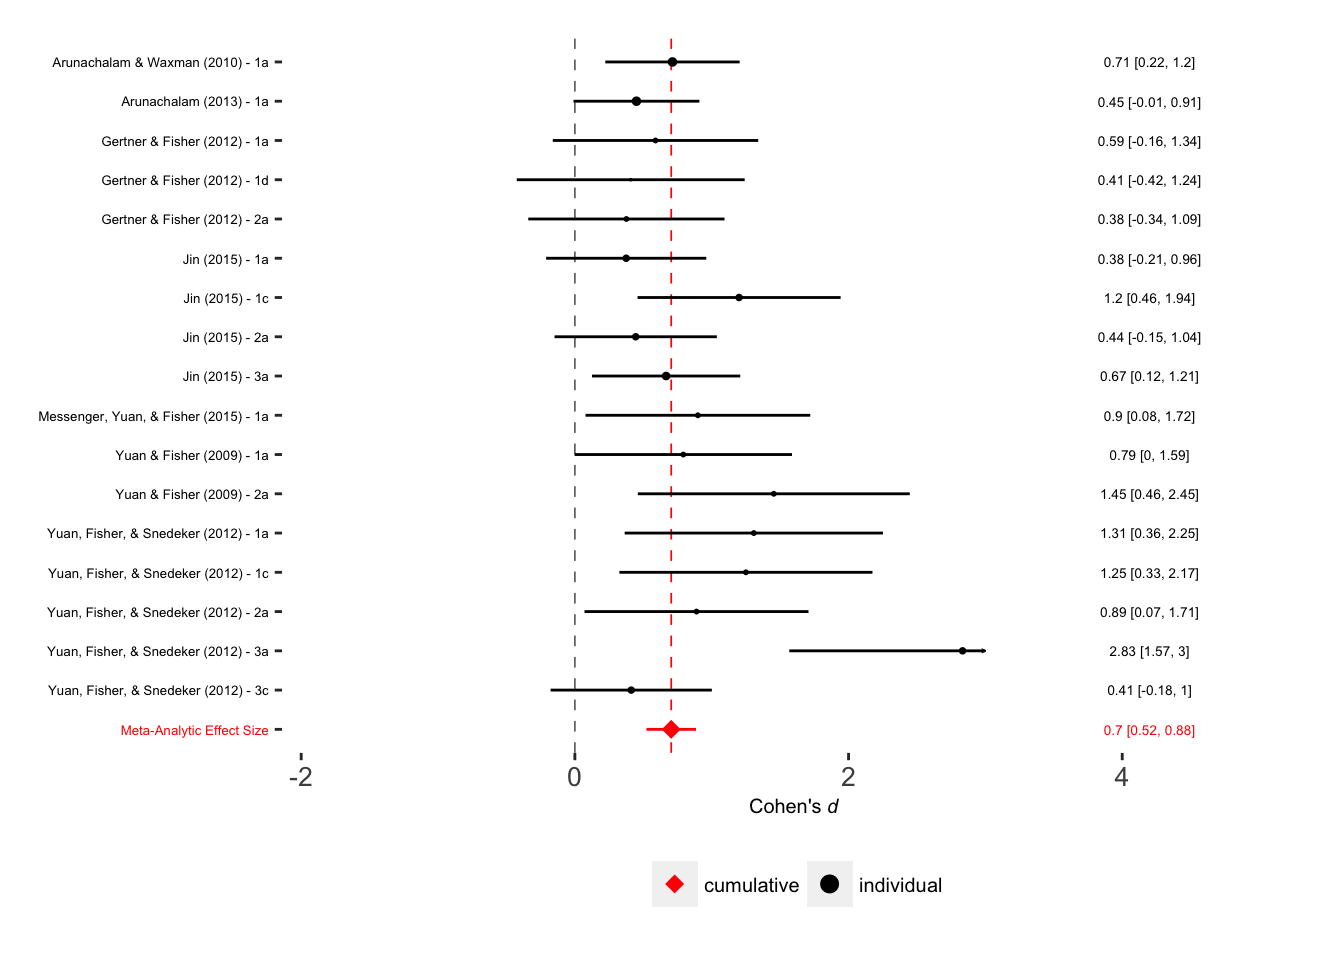 Arunachalam & Waxman (2010) - 1a 0.71 [0.22, 1.2]
Arunachalam (2013) - 1a 0.45 [-0.01, 0.91]
Gertner & Fisher (2012) - 1a 0.59 [-0.16, 1.34]
Gertner & Fisher (2012) - 1d 0.41 [-0.42, 1.24]
Gertner & Fisher (2012) - 2a 0.38 [-0.34, 1.09]
Jin (2015) - 1a 0.38 [-0.21, 0.96]
Jin (2015) - 1c 1.2 [0.46, 1.94]
Jin (2015) - 2a 0.44 [-0.15, 1.04]
Jin (2015) - 3a 0.67 [0.12, 1.21]
Messenger, Yuan, & Fisher (2015) - 1a 0.9 [0.08, 1.72]
Yuan & Fisher (2009) - 1a 0.79 [0, 1.59]
Yuan & Fisher (2009) - 2a 1.45 [0.46, 2.45]
Yuan, Fisher, & Snedeker (2012) - 1a 1.31 [0.36, 2.25]
Yuan, Fisher, & Snedeker (2012) - 1c 1.25 [0.33, 2.17]
Yuan, Fisher, & Snedeker (2012) - 2a 0.89 [0.07, 1.71]
Yuan, Fisher, & Snedeker (2012) - 3a 2.83 [1.57, 3]
Yuan, Fisher, & Snedeker (2012) - 3c 0.41 [-0.18, 1]
Meta-Analytic Effect Size 0.7 [0.52, 0.88]
-2 0 2 4
Cohen's d
cumulative individual